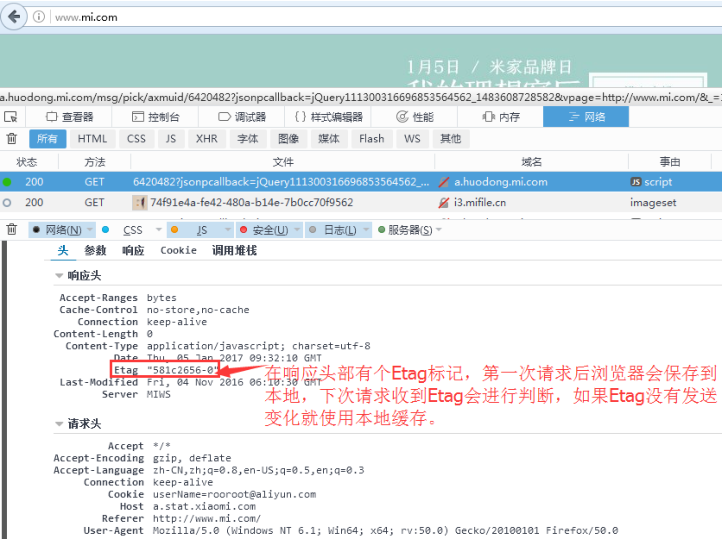 www.mi.com
1月5日 / 米家品牌日
a.huodong.mi.com/msg/pick/axmuid/6420482?jsonpcallback=jQuery111300316696853564562_1483608728582&vpage=http://www.mi.com/&_=
查看器 控制台 调试器 {} 样式编辑器 性能 内存 网络
所有 HTML CSS JS XHR 字体 图像 媒体 Flash WS 其他
状态 方法 文件 域名 事由
200 GET 6420482?jsonpcallback=jQuery111300316696853564562_... a.huodong.mi.com JS script
200 GET 74f91e4a-fe42-480a-b14e-7b0cc70f9562 i3.mifile.cn imageset
网络(N) CSS JS 安全(U) 日志(L) 服务器(S)
头 参数 响应 Cookie 调用堆栈
响应头
Accept-Ranges bytes
Cache-Control no-store,no-cache
Connection keep-alive
Content-Length 0
Content-Type application/javascript; charset=utf-8
Date Thu, 05 Jan 2017 09:32:10 GMT
Etag "581c2656-0"
Last-Modified Fri, 04 Nov 2016 06:10:30 GMT
Server MIWS
在响应头部有个Etag标记，第一次请求后浏览器会保存到
本地，下次请求收到Etag会进行判断，如果Etag没有发送
变化就使用本地缓存。
请求头
Accept */*
Accept-Encoding gzip, deflate
Accept-Language zh-CN,zh;q=0.8,en-US;q=0.5,en;q=0.3
Connection keep-alive
Cookie userName=rooroot@aliyun.com
Host a.stat.xiaomi.com
Referer http://www.mi.com/
User-Agent Mozilla/5.0 (Windows NT 6.1; Win64; x64; rv:50.0) Gecko/20100101 Firefox/50.0